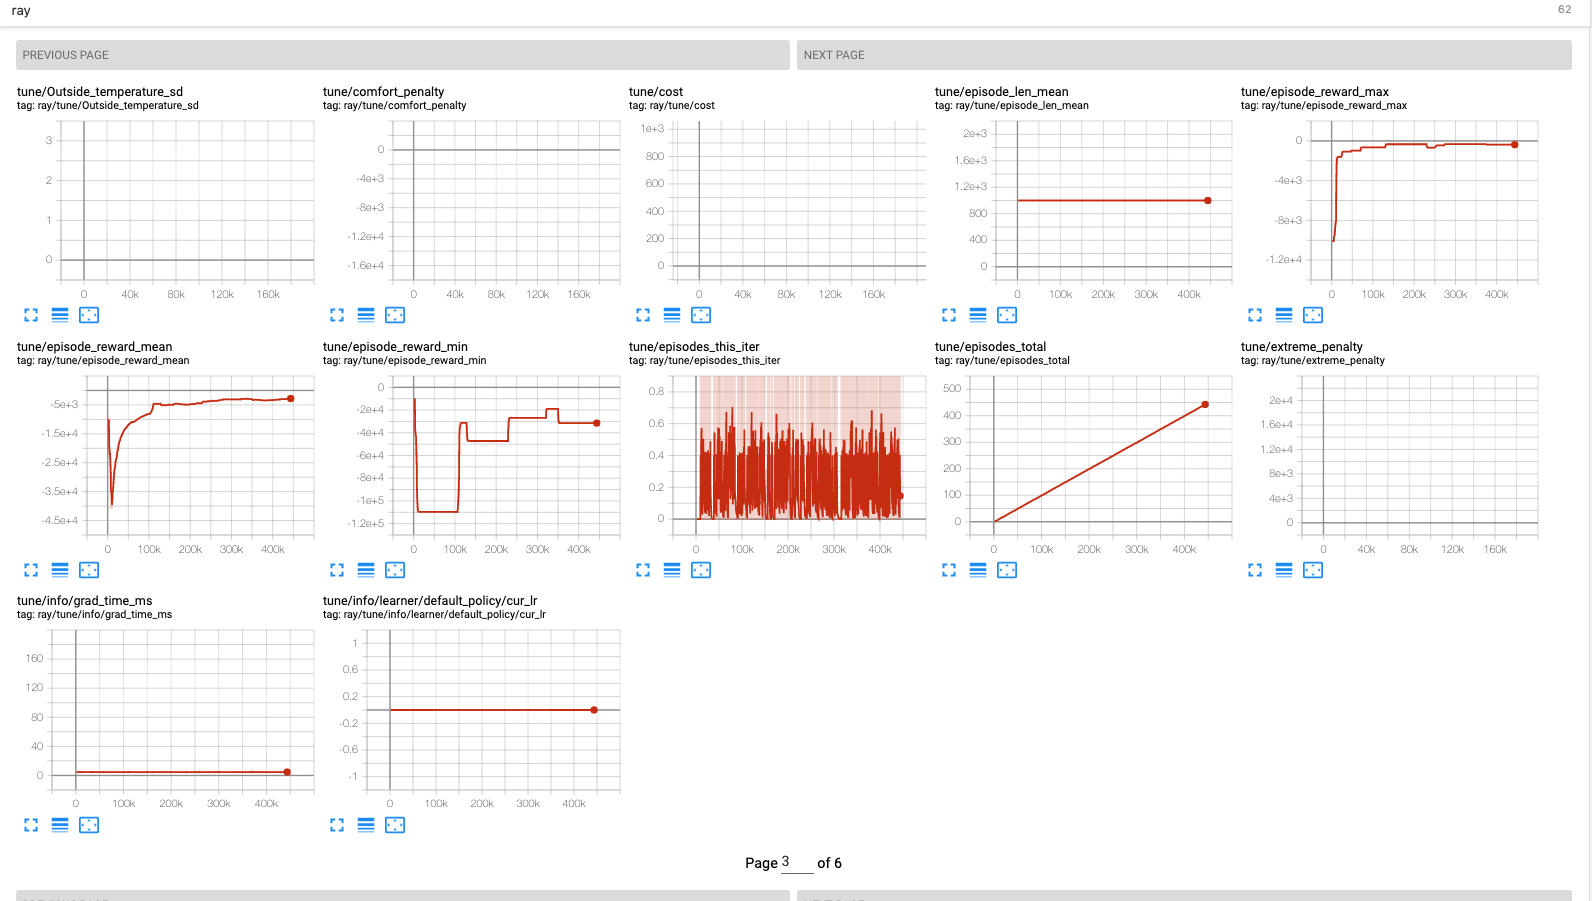 ray 62
PREVIOUS PAGE NEXT PAGE
tune/Outside_temperature_sd
tag: ray/tune/Outside_temperature_sd
3
2
1
0
0 40k 80k 120k 160k
tune/comfort_penalty
tag: ray/tune/comfort_penalty
0
-4e+3
-8e+3
-1.2e+4
-1.6e+4
0 40k 80k 120k 160k
tune/cost
tag: ray/tune/cost
1e+3
800
600
400
200
0
0 40k 80k 120k 160k
tune/episode_len_mean
tag: ray/tune/episode_len_mean
2e+3
1.6e+3
1.2e+3
800
400
0
0 100k 200k 300k 400k
tune/episode_reward_max
tag: ray/tune/episode_reward_max
0
-4e+3
-8e+3
-1.2e+4
0 100k 200k 300k 400k
tune/episode_reward_mean
tag: ray/tune/episode_reward_mean
-5e+3
-1.5e+4
-2.5e+4
-3.5e+4
-4.5e+4
0 100k 200k 300k 400k
tune/episode_reward_min
tag: ray/tune/episode_reward_min
0
-2e+4
-4e+4
-6e+4
-8e+4
-1e+5
-1.2e+5
0 100k 200k 300k 400k
tune/episodes_this_iter
tag: ray/tune/episodes_this_iter
0.8
0.6
0.4
0.2
0
0 100k 200k 300k 400k
tune/episodes_total
tag: ray/tune/episodes_total
500
400
300
200
100
0
0 100k 200k 300k 400k
tune/extreme_penalty
tag: ray/tune/extreme_penalty
2e+4
1.6e+4
1.2e+4
8e+3
4e+3
0
0 40k 80k 120k 160k
tune/info/grad_time_ms
tag: ray/tune/info/grad_time_ms
160
120
80
40
0
0 100k 200k 300k 400k
tune/info/learner/default_policy/cur_lr
tag: ray/tune/info/learner/default_policy/cur_lr
1
0.6
0.2
-0.2
-0.6
-1
0 100k 200k 300k 400k
Page 3 of 6